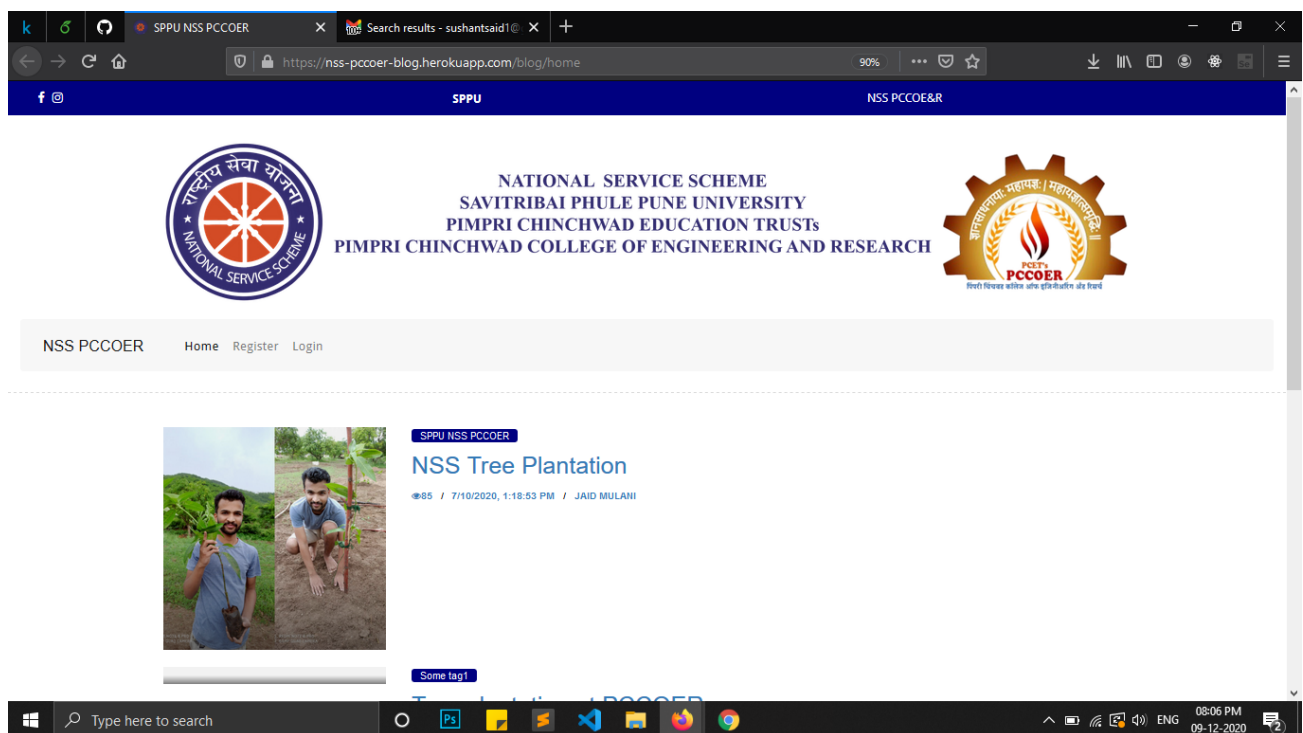 k
SPPU NSS PCCOER
Search results - sushantsaid1@
https://nss-pccoer-blog.herokuapp.com/blog/home
90%
SPPU
NSS PCCOE&R
राष्ट्रीय सेवा योजना
NATIONAL SERVICE SCHEME
NATIONAL SERVICE SCHEME
SAVITRIBAI PHULE PUNE UNIVERSITY
PIMPRI CHINCHWAD EDUCATION TRUSTs
PIMPRI CHINCHWAD COLLEGE OF ENGINEERING AND RESEARCH
PCET's
PCCOER
NSS PCCOER
Home Register Login
SPPU NSS PCCOER
NSS Tree Plantation
85 / 7/10/2020, 1:18:53 PM / JAID MULANI
Some tag1
Type here to search
Ps
ENG
08:06 PM
09-12-2020
2